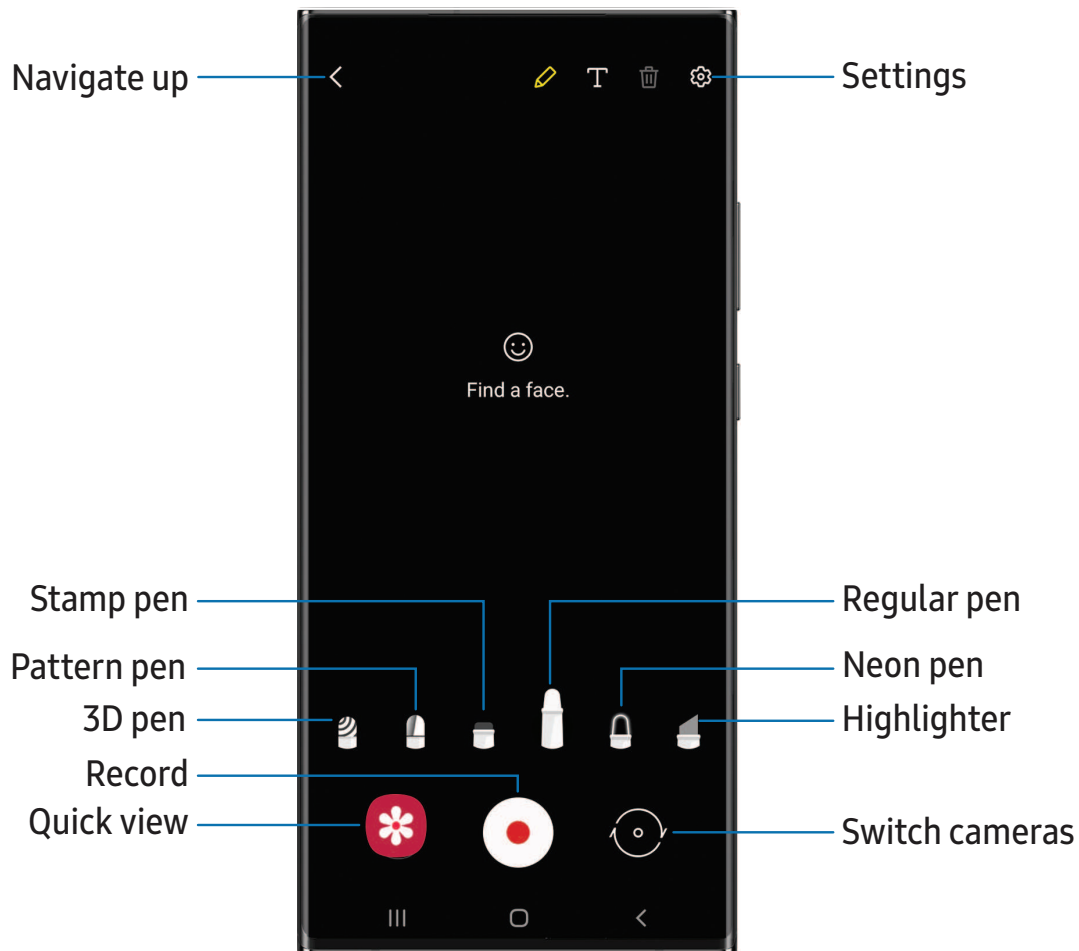 Navigate up
T
Settings
Find a face.
Stamp pen
Regular pen
Pattern pen
Neon pen
3D pen
Highlighter
Record
Quick view
Switch cameras